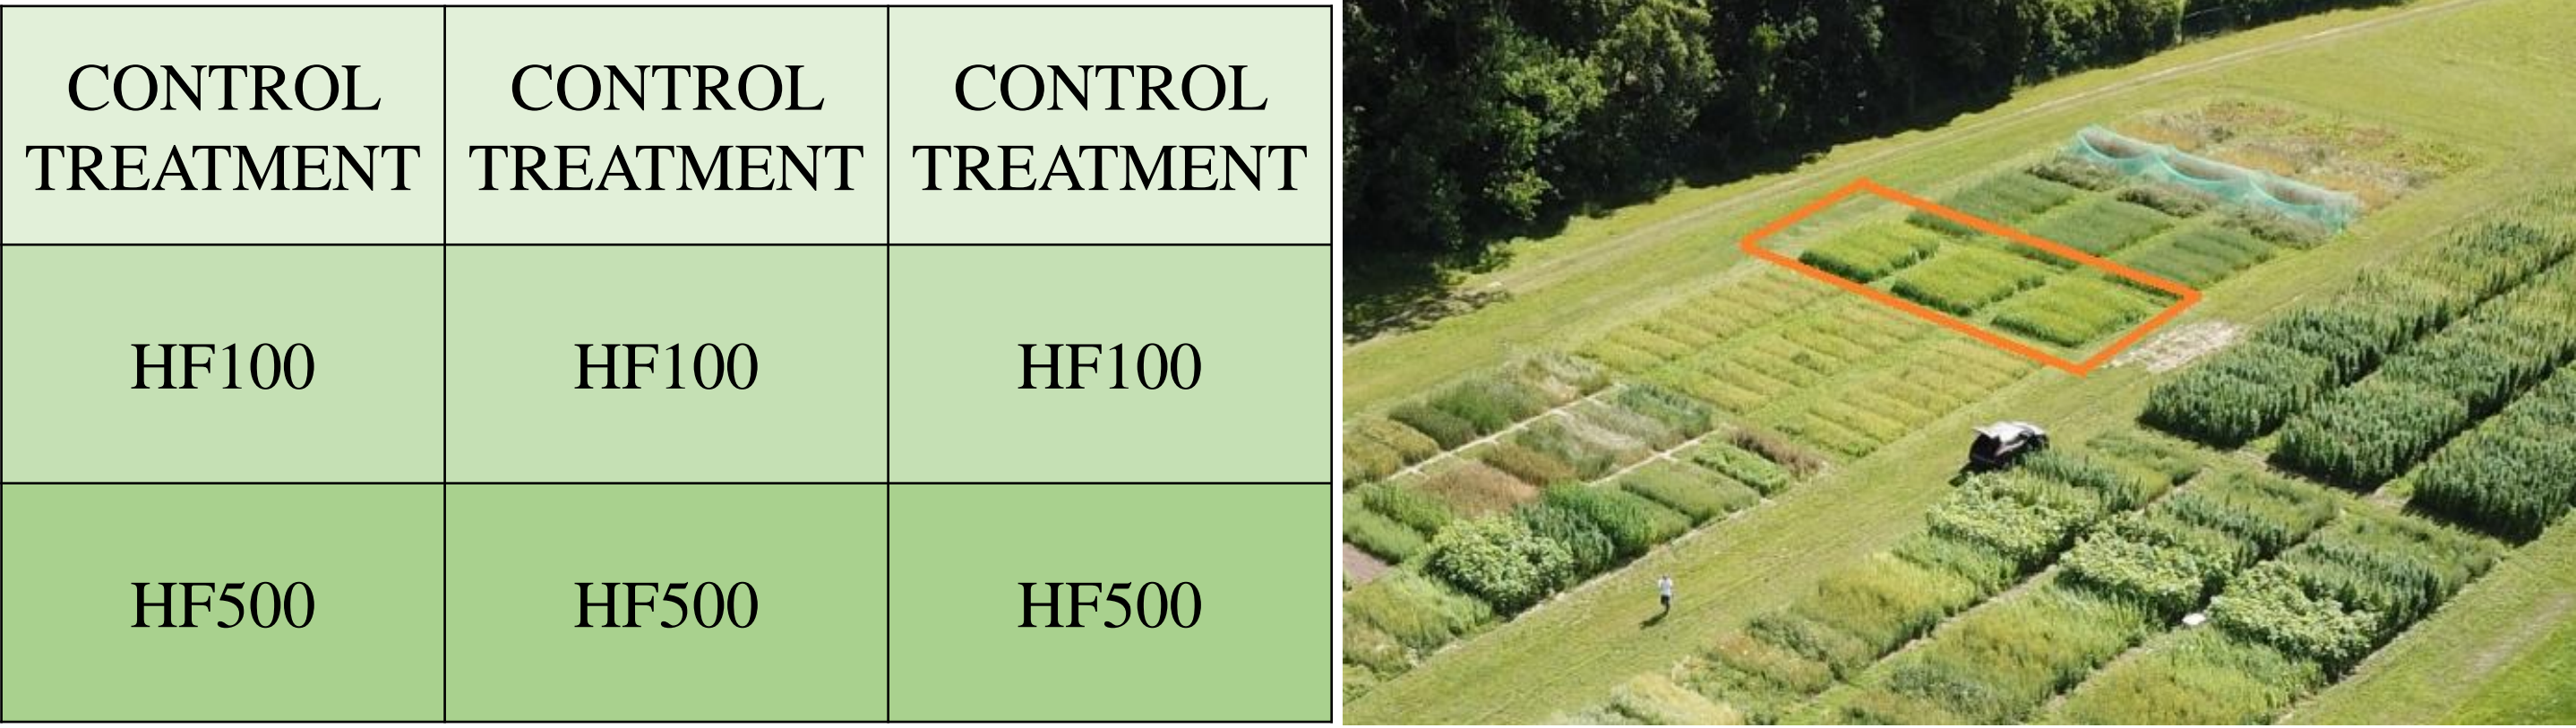 CONTROL CONTROL CONTROL
TREATMENT TREATMENT TREATMENT
HF100 HF100 HF100
HF500 HF500 HF500